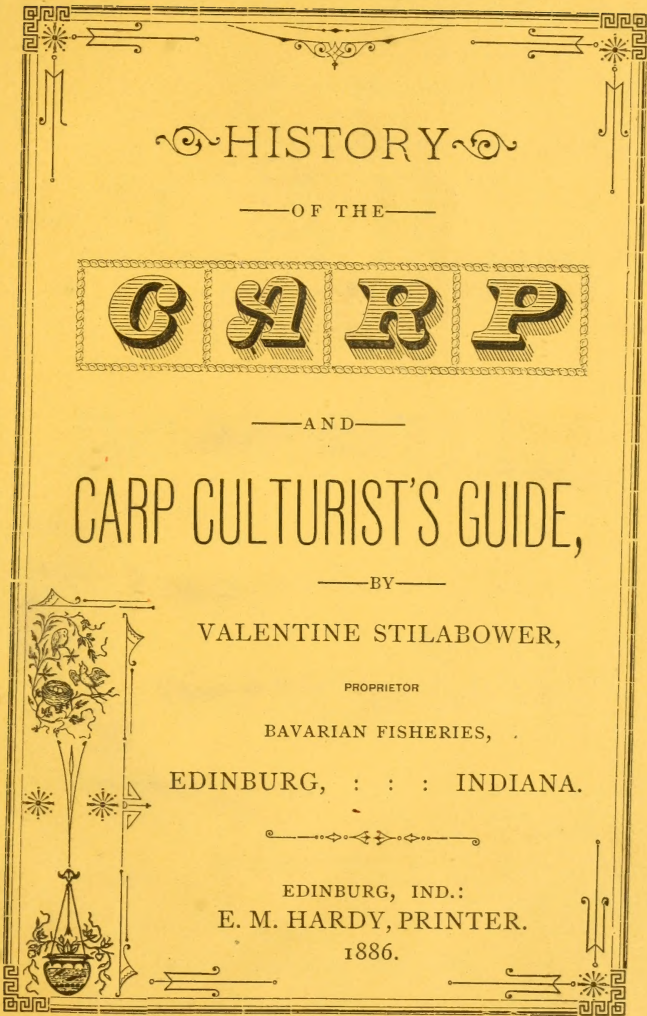 HISTORY
OF THE
CARP
AND
CARP CULTURIST'S GUIDE,
BY
VALENTINE STILABOWER,
PROPRIETOR
BAVARIAN FISHERIES,
EDINBURG, : : : INDIANA.
EDINBURG, IND.:
E. M. HARDY, PRINTER.
1886.